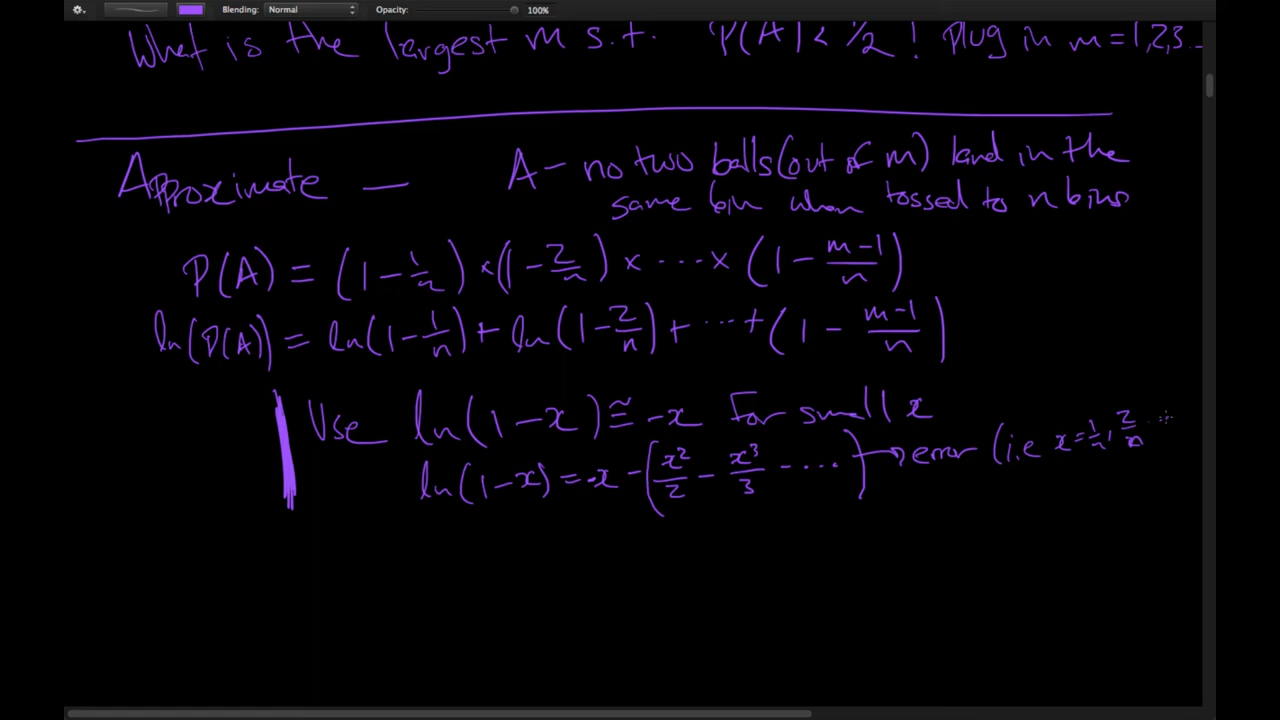 Blending: Normal Opacity: 100%
What is the largest m s.t. P(A) < 1/2 ! Plug in m = 1,2,3...
Approximate — A – no two balls (out of m) land in the
same bin when tossed to n bins
P(A) = (1 - 1/n) × (1 - 2/n) × ... × (1 - m-1/n)
ln(P(A)) = ln(1 - 1/n) + ln(1 - 2/n) + ... + (1 - m-1/n)
Use ln(1-x) ≅ -x For small x
ln(1-x) = -x - (x²/2 - x³/3 - ....) → error (i.e x = 1/n, 2/n ...